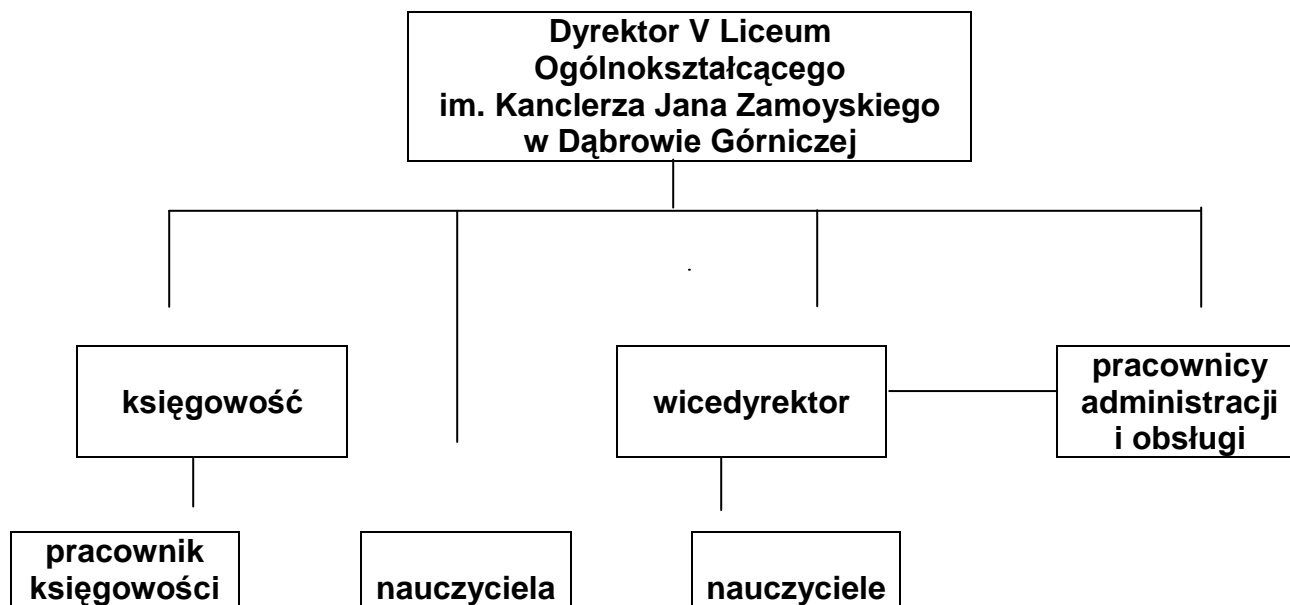 Dyrektor V Liceum
Ogólnokształcącego
im. Kanclerza Jana Zamoyskiego
w Dąbrowie Górniczej
księgowość
wicedyrektor
pracownicy
administracji
i obsługi
pracownik
księgowości
nauczyciela
nauczyciele